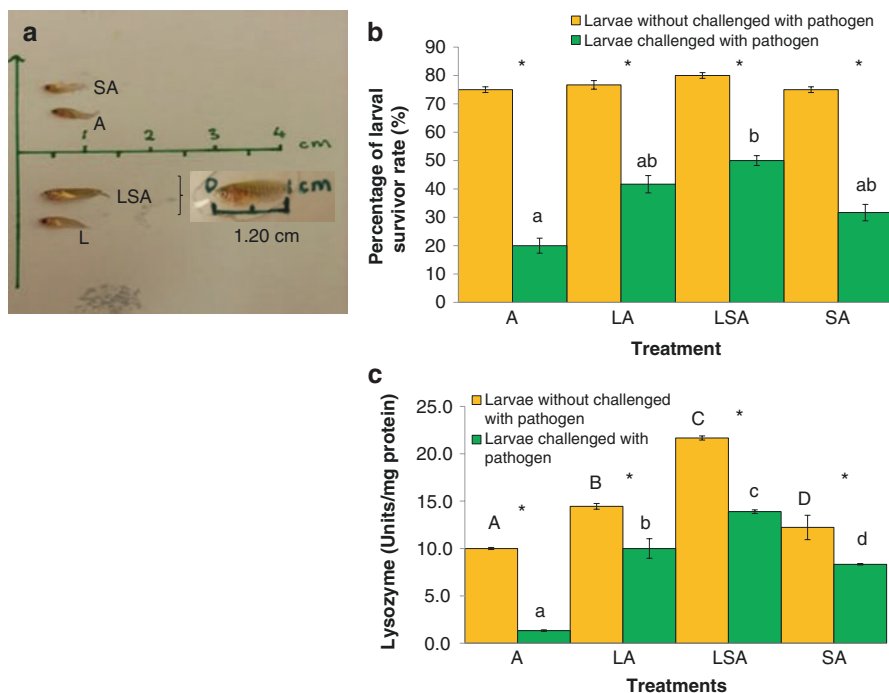 a
SA
A
1 2 3 4 cm
LSA
0 1 cm
1.20 cm
L
b
Larvae without challenged with pathogen
Larvae challenged with pathogen
Percentage of larval
survivor rate (%)
90
80
70
60
50
40
30
20
10
0
* * * *
a ab b ab
A LA LSA SA
Treatment
c
Larvae without challenged
with pathogen
Larvae challenged with
pathogen
Lysozyme (Units/mg protein)
25.0
20.0
15.0
10.0
5.0
0.0
A * a
B * b
C * c
D * d
A LA LSA SA
Treatments